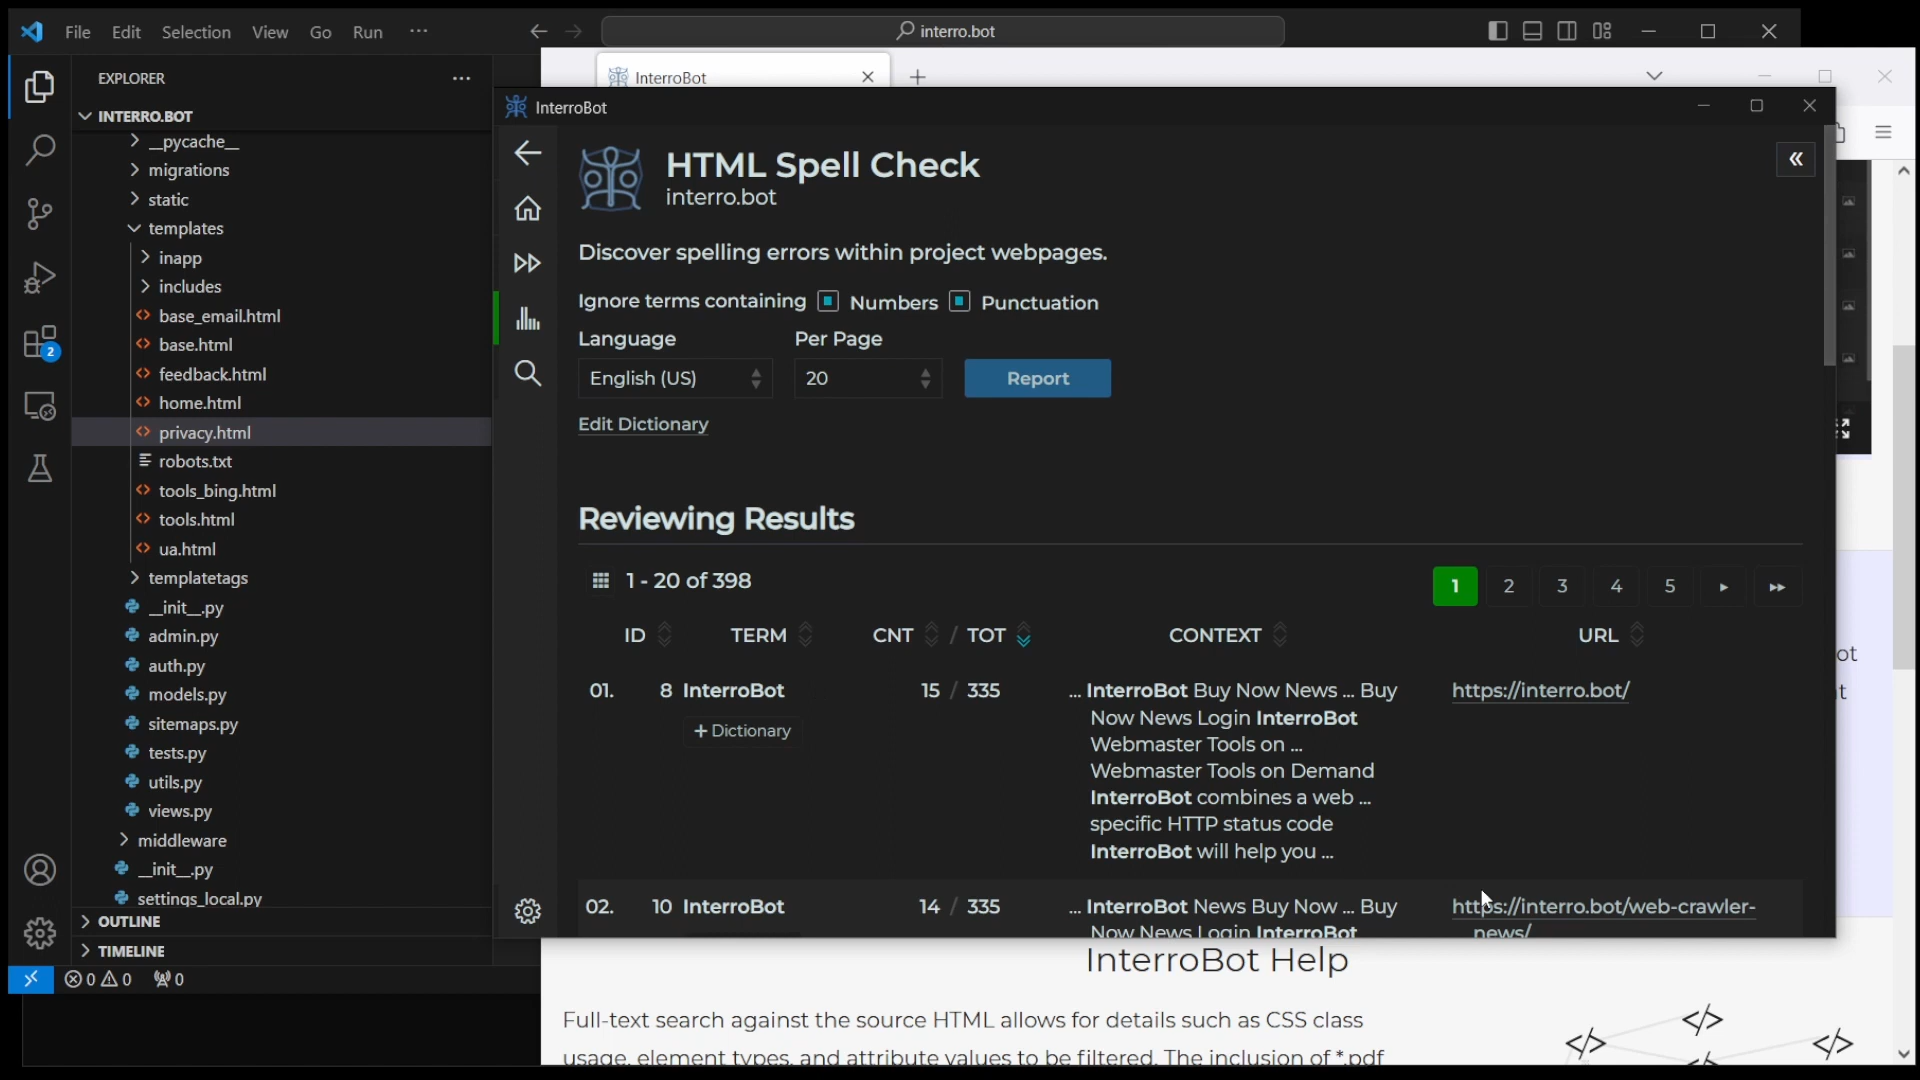 File Edit Selection View Go Run ···
interro.bot
EXPLORER
INTERRO.BOT
__pycache__
migrations
static
templates
inapp
includes
base_email.html
base.html
feedback.html
home.html
privacy.html
robots.txt
tools_bing.html
tools.html
ua.html
templatetags
__init__.py
admin.py
auth.py
models.py
sitemaps.py
tests.py
utils.py
views.py
middleware
__init__.py
settings_local.py
OUTLINE
TIMELINE
2
0 0 0
InterroBot
InterroBot
HTML Spell Check
interro.bot
Discover spelling errors within project webpages.
Ignore terms containing Numbers Punctuation
Language Per Page
English (US) 20 Report
Edit Dictionary
Reviewing Results
1 - 20 of 398 1 2 3 4 5
ID TERM CNT / TOT CONTEXT URL
01. 8 InterroBot 15 / 335 ... InterroBot Buy Now News ... Buy https://interro.bot/
+ Dictionary Now News Login InterroBot
Webmaster Tools on ...
Webmaster Tools on Demand
InterroBot combines a web ...
specific HTTP status code
InterroBot will help you ...
02. 10 InterroBot 14 / 335 ... InterroBot News Buy Now ... Buy https://interro.bot/web-crawler-
Now News Login InterroBot news/
ot
t
InterroBot Help
Full-text search against the source HTML allows for details such as CSS class
usage, element types, and attribute values to be filtered. The inclusion of *.pdf
</>
</>
</>